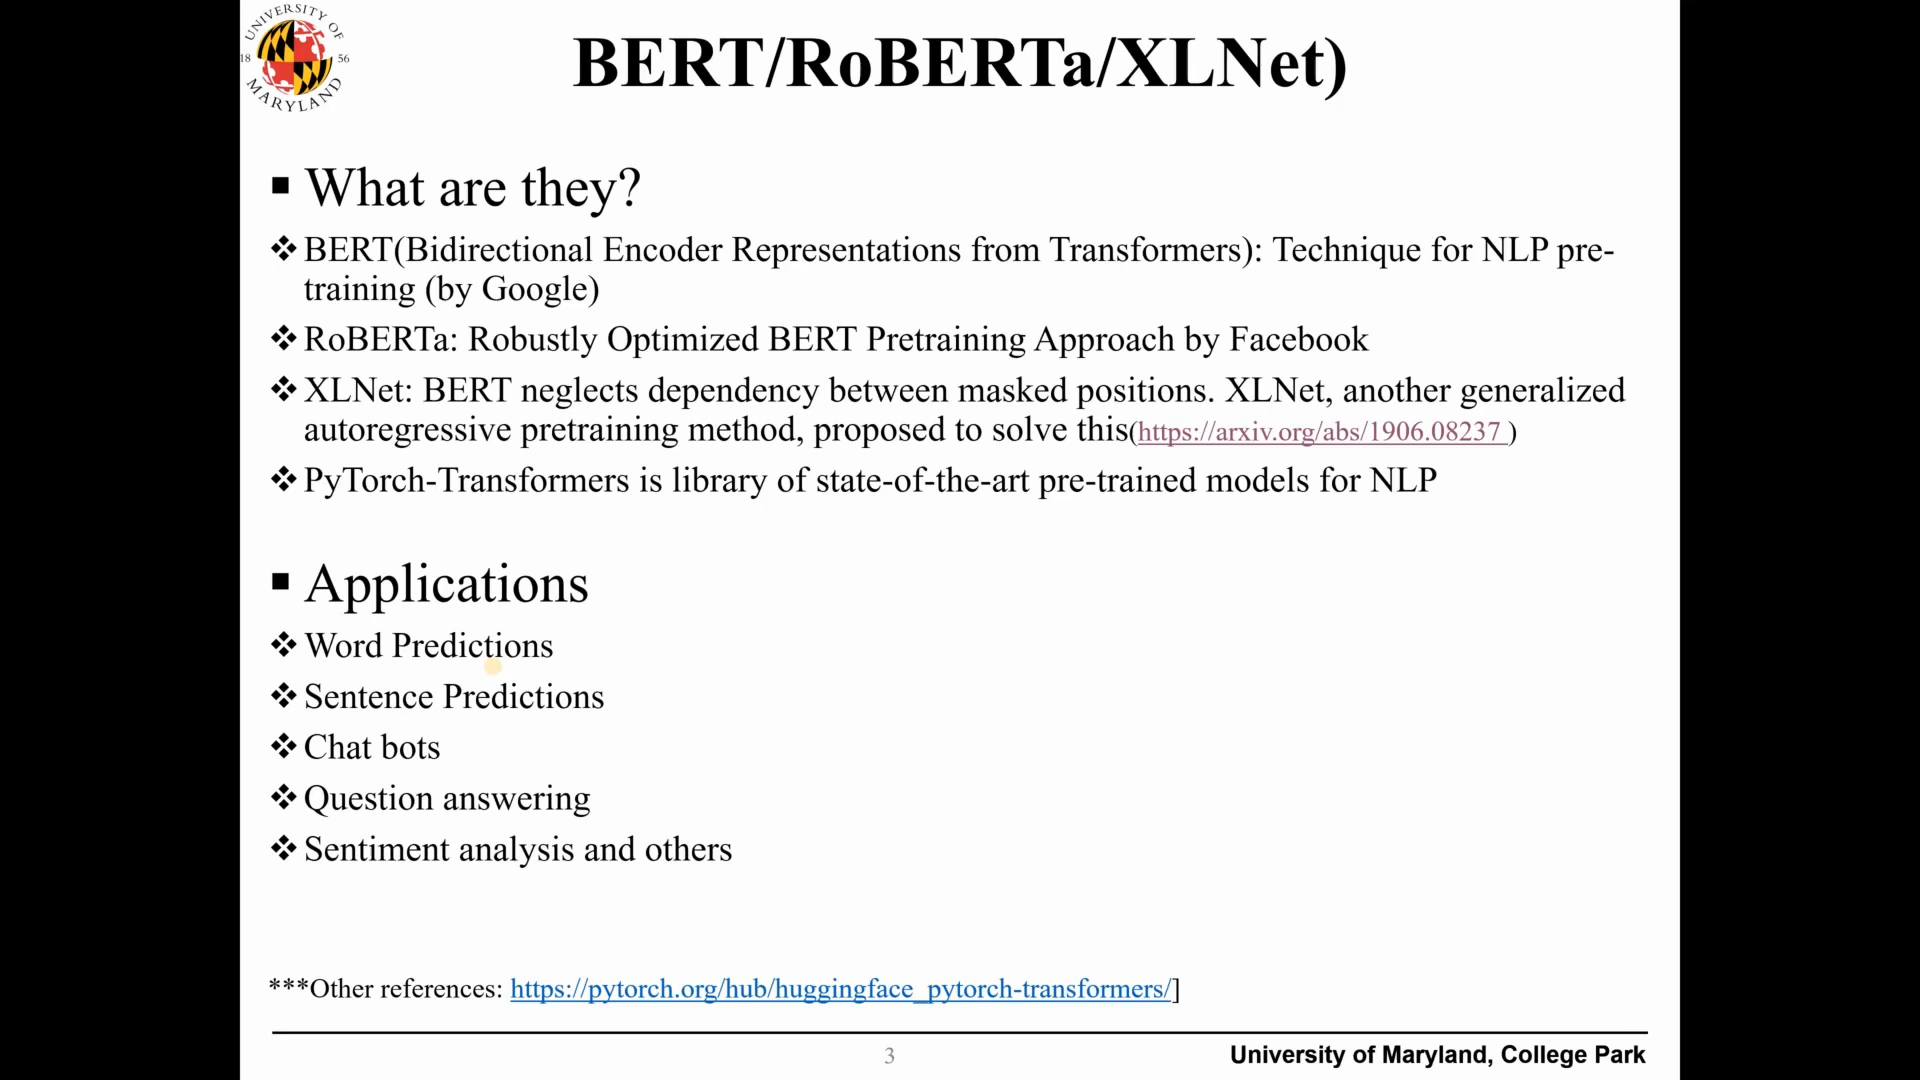 UNIVERSITY OF
18 56
MARYLAND
BERT/RoBERTa/XLNet)
▪ What are they?
❖ BERT(Bidirectional Encoder Representations from Transformers): Technique for NLP pre-
training (by Google)
❖ RoBERTa: Robustly Optimized BERT Pretraining Approach by Facebook
❖ XLNet: BERT neglects dependency between masked positions. XLNet, another generalized
autoregressive pretraining method, proposed to solve this(https://arxiv.org/abs/1906.08237 )
❖ PyTorch-Transformers is library of state-of-the-art pre-trained models for NLP
▪ Applications
❖ Word Predictions
❖ Sentence Predictions
❖ Chat bots
❖ Question answering
❖ Sentiment analysis and others
***Other references: https://pytorch.org/hub/huggingface_pytorch-transformers/]
3
University of Maryland, College Park